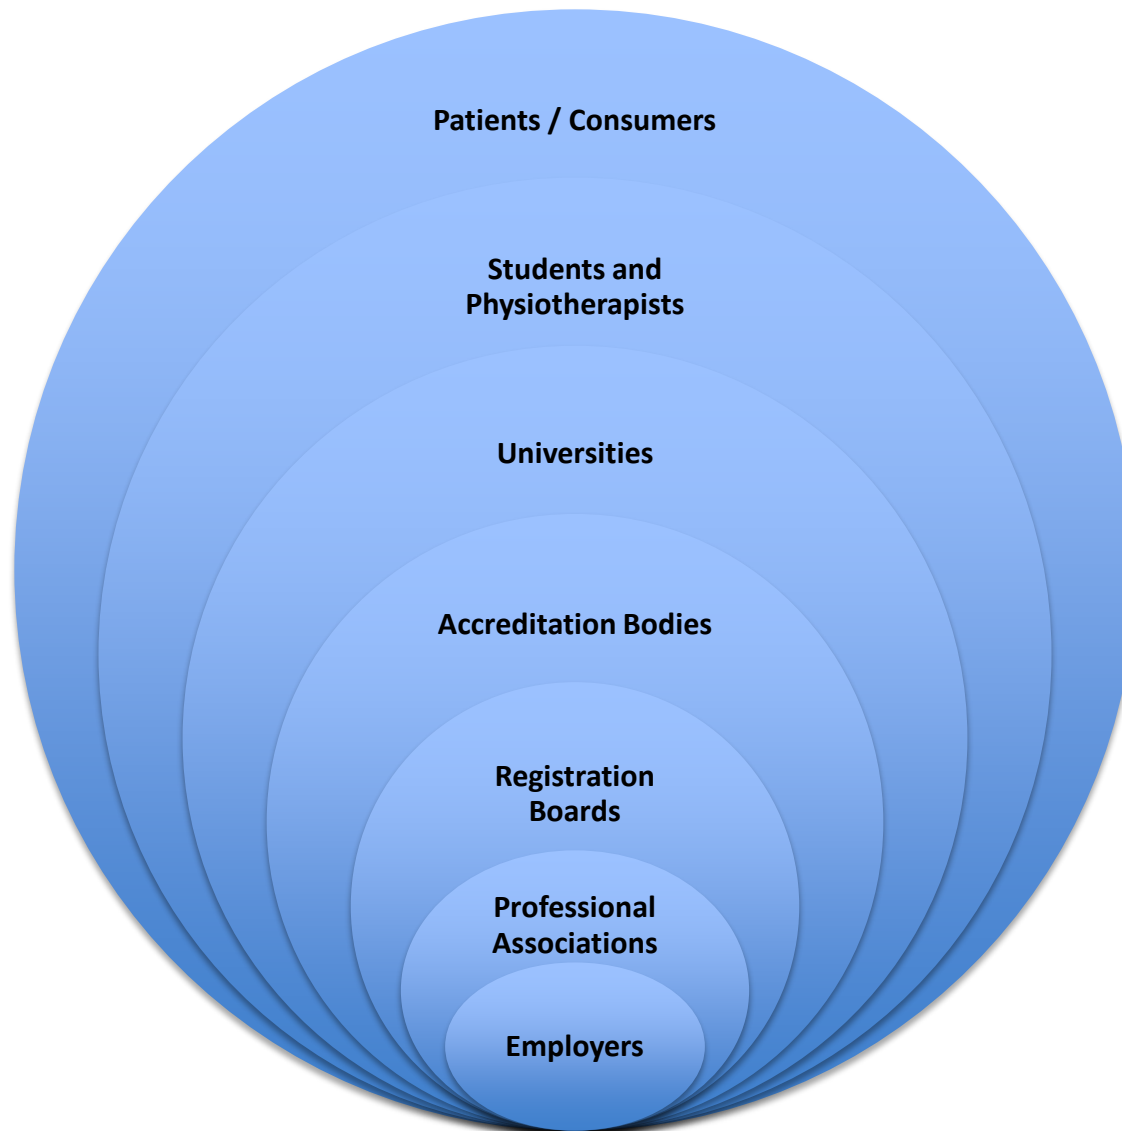 Patients / Consumers
Students and
Physiotherapists
Universities
Accreditation Bodies
Registration
Boards
Professional
Associations
Employers